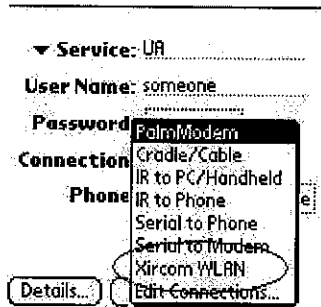 ▼ Service: UA
User Name: someone
Password
PalmModem
Connection
Cradle/Cable
IR to PC/Handheld
Phone
IR to Phone
Serial to Phone
Serial to Modem
Xircom WLAN
Details...
Edit Connections...